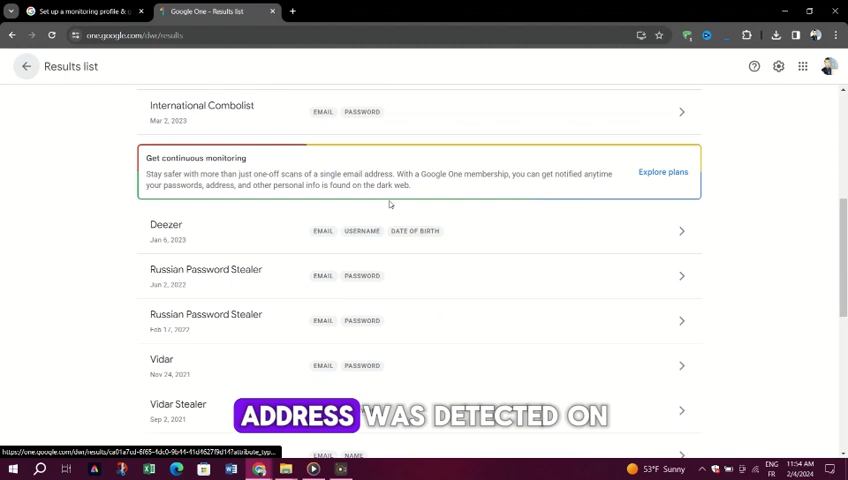 Set up a monitoring profile & g
Google One - Results list
one.google.com/dwr/results
Results list
International Combolist
EMAIL PASSWORD
Mar 2, 2023
Get continuous monitoring
Stay safer with more than just one-off scans of a single email address. With a Google One membership, you can get notified anytime
your passwords, address, and other personal info is found on the dark web.
Explore plans
Deezer
EMAIL USERNAME DATE OF BIRTH
Jan 6, 2023
Russian Password Stealer
EMAIL PASSWORD
Jun 2, 2022
Russian Password Stealer
EMAIL PASSWORD
Feb 17, 2022
Vidar
EMAIL PASSWORD
Nov 24, 2021
Vidar Stealer
Sep 2, 2021
ADDRESS WAS DETECTED ON
EMAIL NAME
53°F Sunny
ENG
FR
11:54 AM
2/4/2024